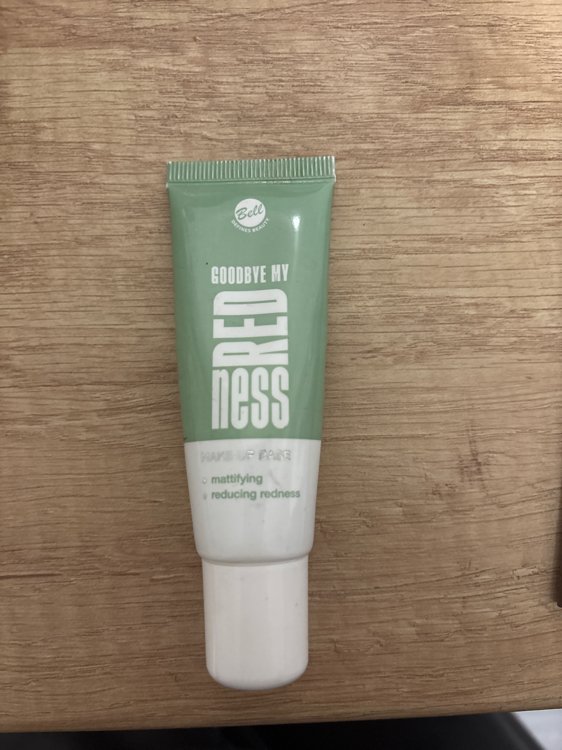 Bell
DEFINES BEAUTY
GOODBYE MY
RED
ness
MAKE-UP BASE
mattifying
reducing redness